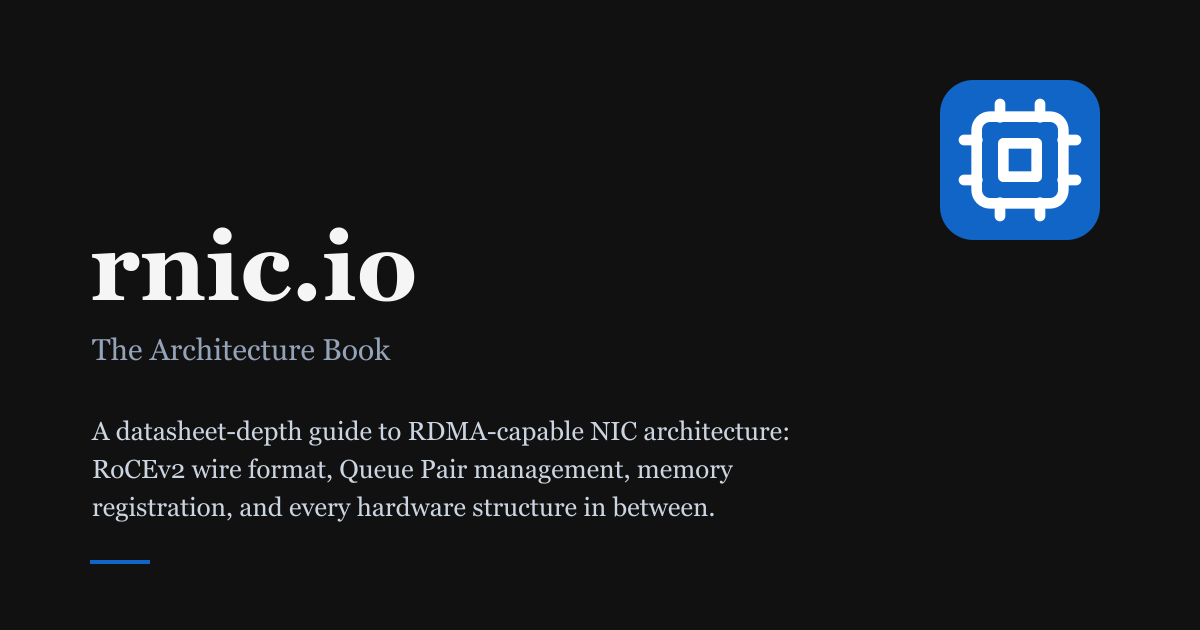 rnic.io
The Architecture Book
A datasheet-depth guide to RDMA-capable NIC architecture:
RoCEv2 wire format, Queue Pair management, memory
registration, and every hardware structure in between.